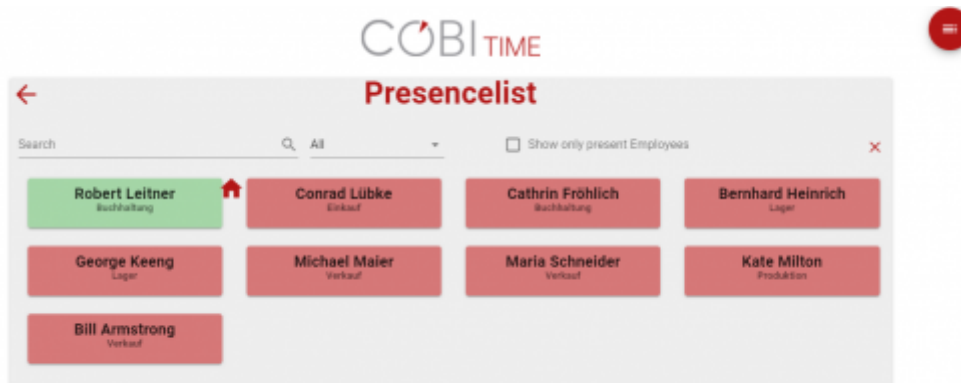 COBI TIME
Presencelist
Search All Show only present Employees
Robert Leitner Conrad Lübke Cathrin Fröhlich Bernhard Heinrich
Buchhaltung Einkauf Buchhaltung Lager
George Keeng Michael Maier Maria Schneider Kate Milton
Lager Verkauf Verkauf Produktion
Bill Armstrong
Verkauf